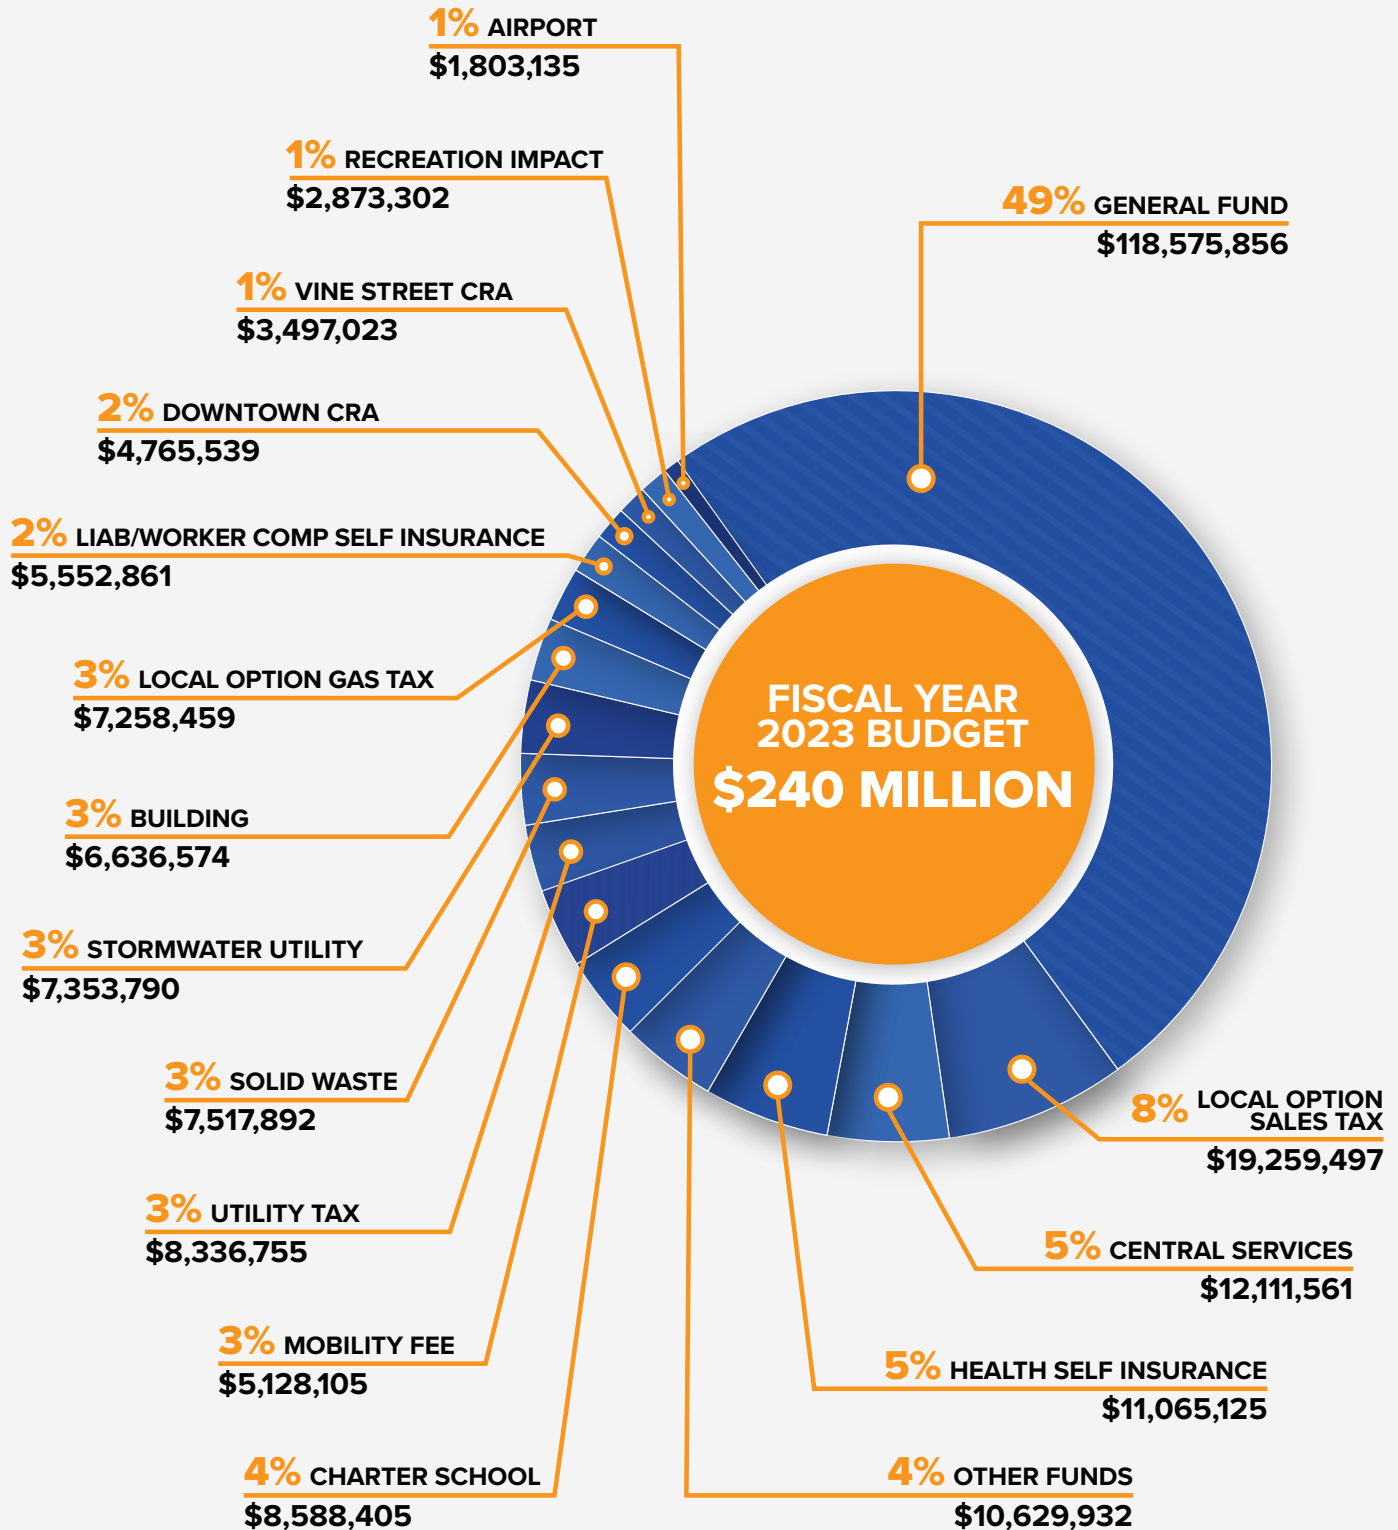 1% AIRPORT
$1,803,135
1% RECREATION IMPACT
$2,873,302
49% GENERAL FUND
$118,575,856
1% VINE STREET CRA
$3,497,023
2% DOWNTOWN CRA
$4,765,539
2% LIAB/WORKER COMP SELF INSURANCE
$5,552,861
3% LOCAL OPTION GAS TAX
$7,258,459
FISCAL YEAR
2023 BUDGET
$240 MILLION
3% BUILDING
$6,636,574
3% STORMWATER UTILITY
$7,353,790
3% SOLID WASTE
$7,517,892
8% LOCAL OPTION
SALES TAX
$19,259,497
3% UTILITY TAX
$8,336,755
5% CENTRAL SERVICES
$12,111,561
3% MOBILITY FEE
$5,128,105
5% HEALTH SELF INSURANCE
$11,065,125
4% CHARTER SCHOOL
$8,588,405
4% OTHER FUNDS
$10,629,932